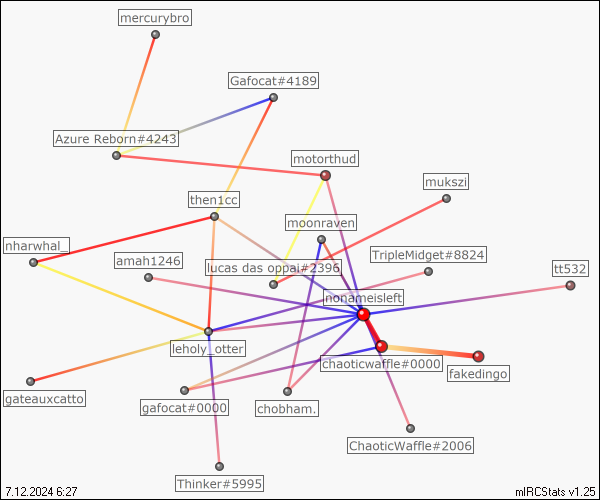 mercurybro
Gafocat#4189
Azure Reborn#4243
motorthud
mukszi
then1cc
moonraven
nharwhal_
amah1246
TripleMidget#8824
lucas das oppai#2396
tt532
nonameisleft
leholy_otter
chaoticwaffle#0000
fakedingo
gateauxcatto
gafocat#0000
chobham.
ChaoticWaffle#2006
Thinker#5995
7.12.2024 6:27
mIRCStats v1.25